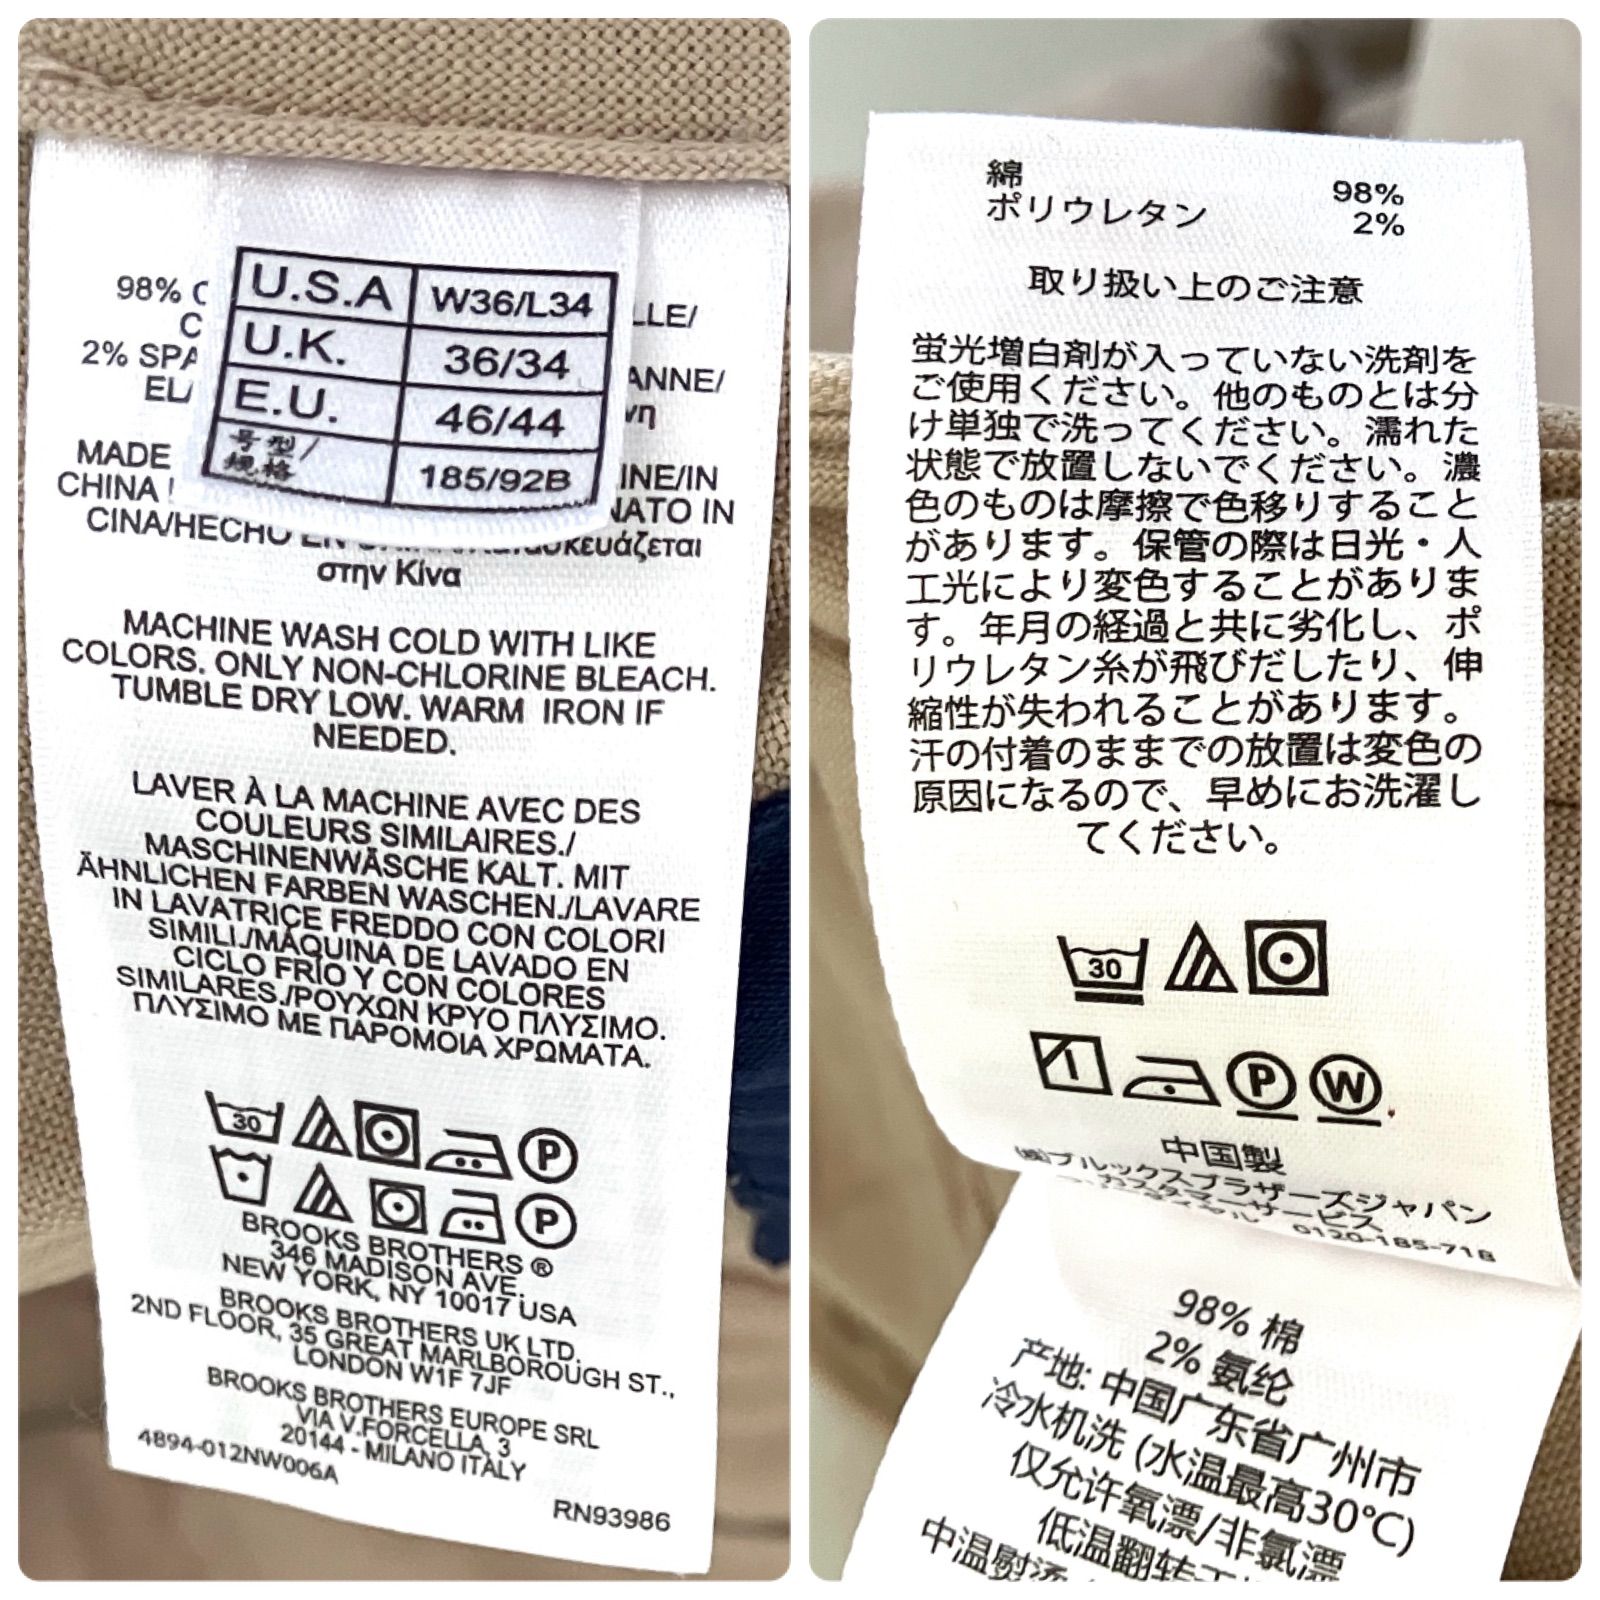 98%
2%
MADE
CHINA
CINA/HECHO
LLE/
ANNE/
INE/IN
NATO IN
στην Κίνα
U.S.A W36/L34
U.K. 36/34
E.U. 46/44
号型/规格 185/92B
MACHINE WASH COLD WITH LIKE
COLORS. ONLY NON-CHLORINE BLEACH.
TUMBLE DRY LOW. WARM IRON IF
NEEDED.
LAVER À LA MACHINE AVEC DES
COULEURS SIMILAIRES./
MASCHINENWÄSCHE KALT. MIT
ÄHNLICHEN FARBEN WASCHEN./LAVARE
IN LAVATRICE FREDDO CON COLORI
SIMILI./MÁQUINA DE LAVADO EN
CICLO FRÍO Y CON COLORES
SIMILARES./ΡΟΥΧΩΝ ΚΡΥΟ ΠΛΥΣΙΜΟ.
ΠΛΥΣΙΜΟ ΜΕ ΠΑΡΟΜΟΙΑ ΧΡΩΜΑΤΑ.
30
P
P
BROOKS BROTHERS ®
346 MADISON AVE.
NEW YORK, NY 10017 USA
BROOKS BROTHERS UK LTD.
2ND FLOOR, 35 GREAT MARLBOROUGH ST.,
LONDON W1F 7JF
BROOKS BROTHERS EUROPE SRL
VIA V.FORCELLA, 3
20144 - MILANO ITALY
4894-012NW006A
RN93986
綿 98%
ポリウレタン 2%
取り扱い上のご注意
蛍光増白剤が入っていない洗剤を
ご使用ください。他のものとは分
け単独で洗ってください。濡れた
状態で放置しないでください。濃
色のものは摩擦で色移りすること
があります。保管の際は日光・人
工光により変色することがありま
す。年月の経過と共に劣化し、ポ
リウレタン糸が飛びだしたり、伸
縮性が失われることがあります。
汗の付着のままでの放置は変色の
原因になるので、早めにお洗濯し
てください。
30
P W
中国製
㈱ブルックスブラザーズジャパン
カスタマーサービス
0120-185-718
98% 棉
2% 氨纶
产地: 中国广东省广州市
冷水机洗 (水温最高30℃)
仅允许氧漂/非氯漂
低温翻转
中温熨烫